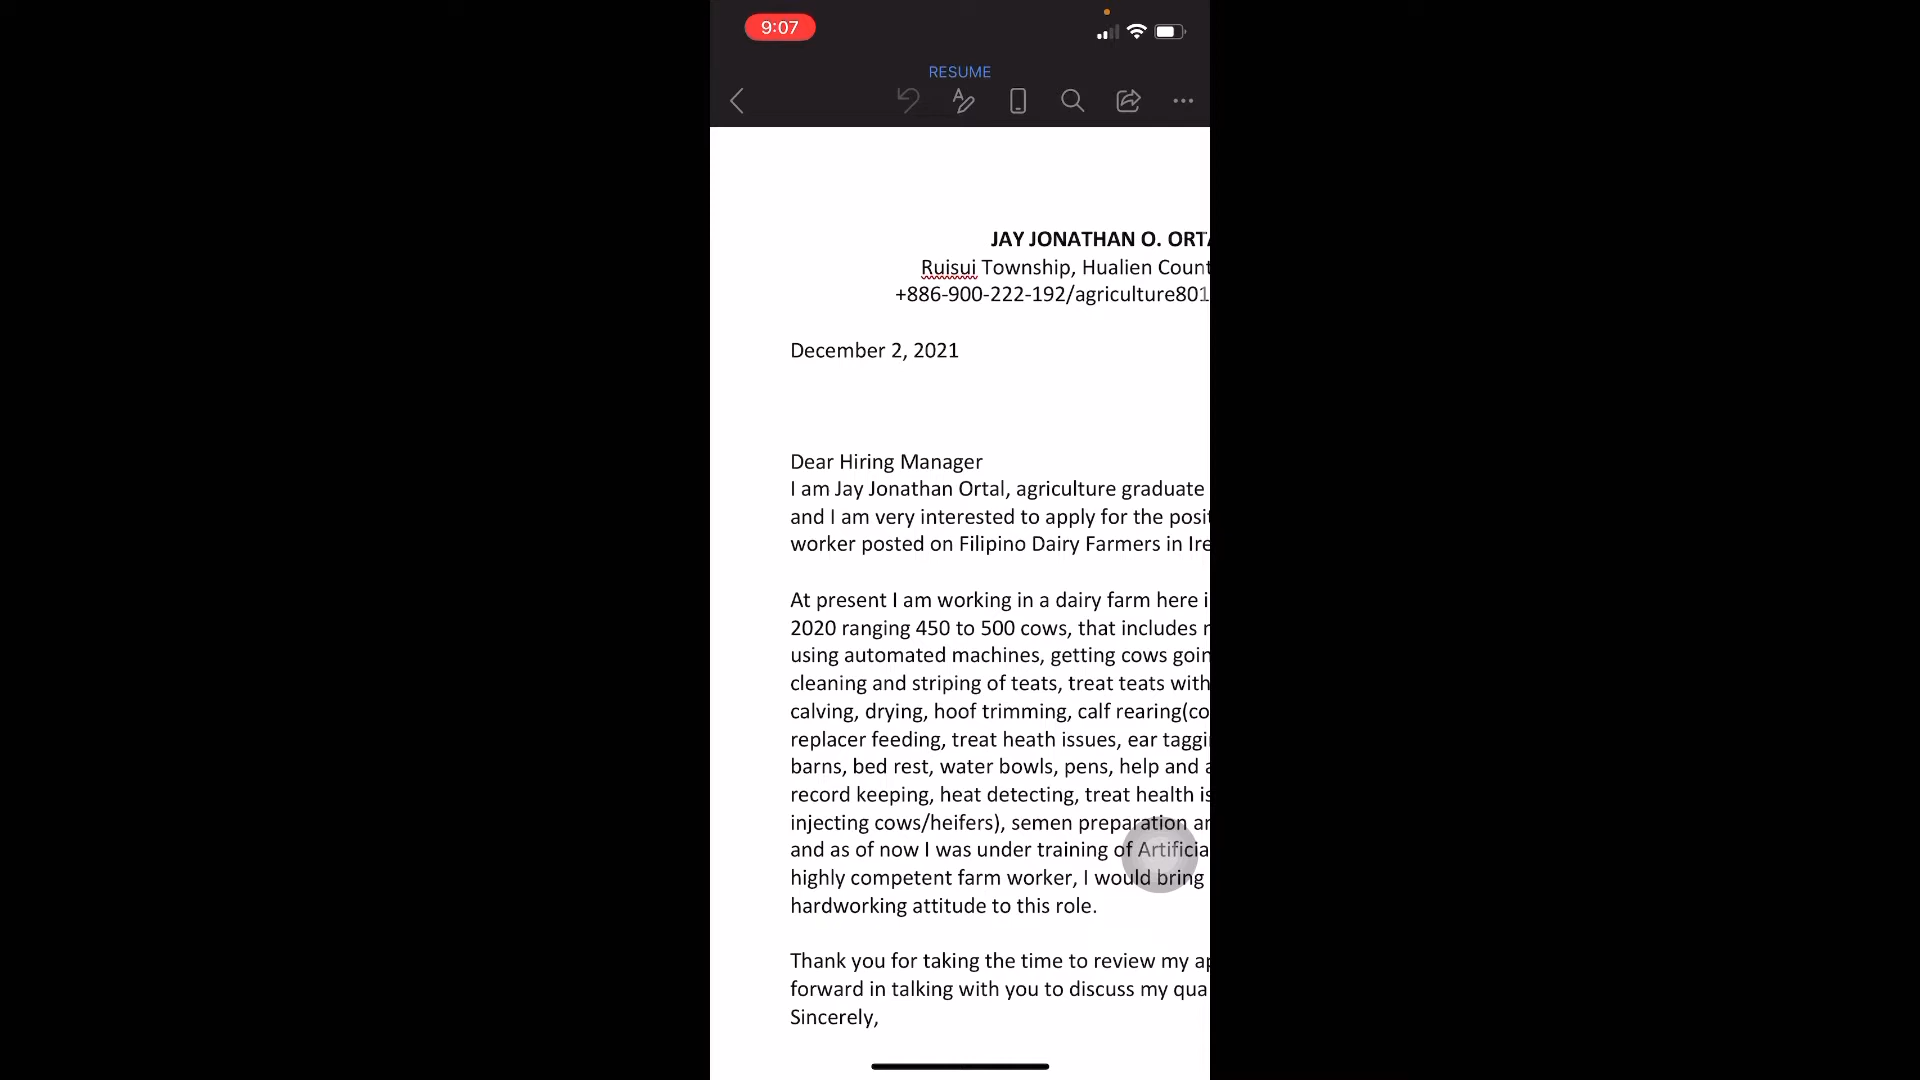 9:07
RESUME
JAY JONATHAN O. ORTA
Ruisui Township, Hualien Count
+886-900-222-192/agriculture801
December 2, 2021
Dear Hiring Manager
I am Jay Jonathan Ortal, agriculture graduate
and I am very interested to apply for the posit
worker posted on Filipino Dairy Farmers in Ire
At present I am working in a dairy farm here i
2020 ranging 450 to 500 cows, that includes
using automated machines, getting cows goin
cleaning and striping of teats, treat teats with
calving, drying, hoof trimming, calf rearing(co
replacer feeding, treat heath issues, ear taggi
barns, bed rest, water bowls, pens, help and a
record keeping, heat detecting, treat health is
injecting cows/heifers), semen preparation ar
and as of now I was under training of Artificia
highly competent farm worker, I would bring
hardworking attitude to this role.
Thank you for taking the time to review my ap
forward in talking with you to discuss my qua
Sincerely,